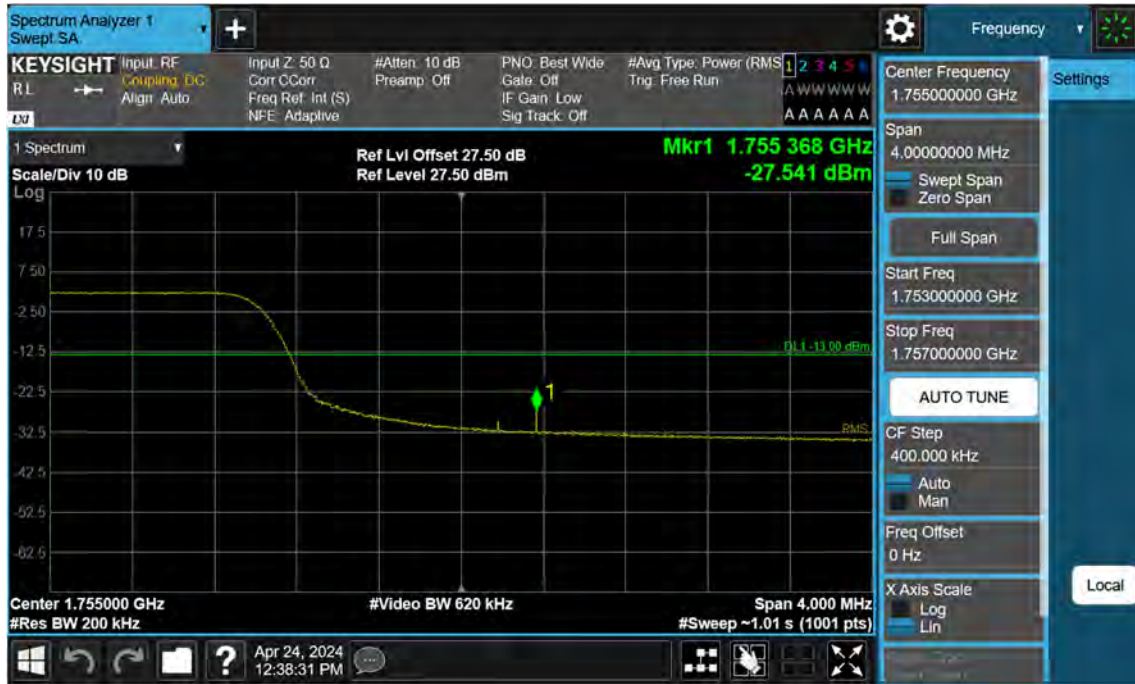 Spectrum Analyzer 1
Swept SA
+
Frequency
KEYSIGHT
RL
LXI
Input: RF
Coupling: DC
Align: Auto
Input Z: 50 Ω
Corr CCorr
Freq Ref: Int (S)
NFE: Adaptive
#Atten: 10 dB
Preamp: Off
PNO: Best Wide
Gate: Off
IF Gain: Low
Sig Track: Off
#Avg Type: Power (RMS
Trig: Free Run
1 2 3 4 5 6
A W W W W W
A A A A A A
1 Spectrum
Scale/Div 10 dB
Ref Lvl Offset 27.50 dB
Ref Level 27.50 dBm
Mkr1 1.755 368 GHz
-27.541 dBm
Log
17.5
7.50
-2.50
-12.5
-22.5
-32.5
-42.5
-52.5
-62.5
DL1 -13.00 dBm
1
RMS
Center 1.755000 GHz
#Video BW 620 kHz
Span 4.000 MHz
#Res BW 200 kHz
#Sweep ~1.01 s (1001 pts)
?
Apr 24, 2024
12:38:31 PM
Center Frequency
1.755000000 GHz
Span
4.00000000 MHz
Swept Span
Zero Span
Full Span
Start Freq
1.753000000 GHz
Stop Freq
1.757000000 GHz
AUTO TUNE
CF Step
400.000 kHz
Auto
Man
Freq Offset
0 Hz
X Axis Scale
Log
Lin
Settings
Local